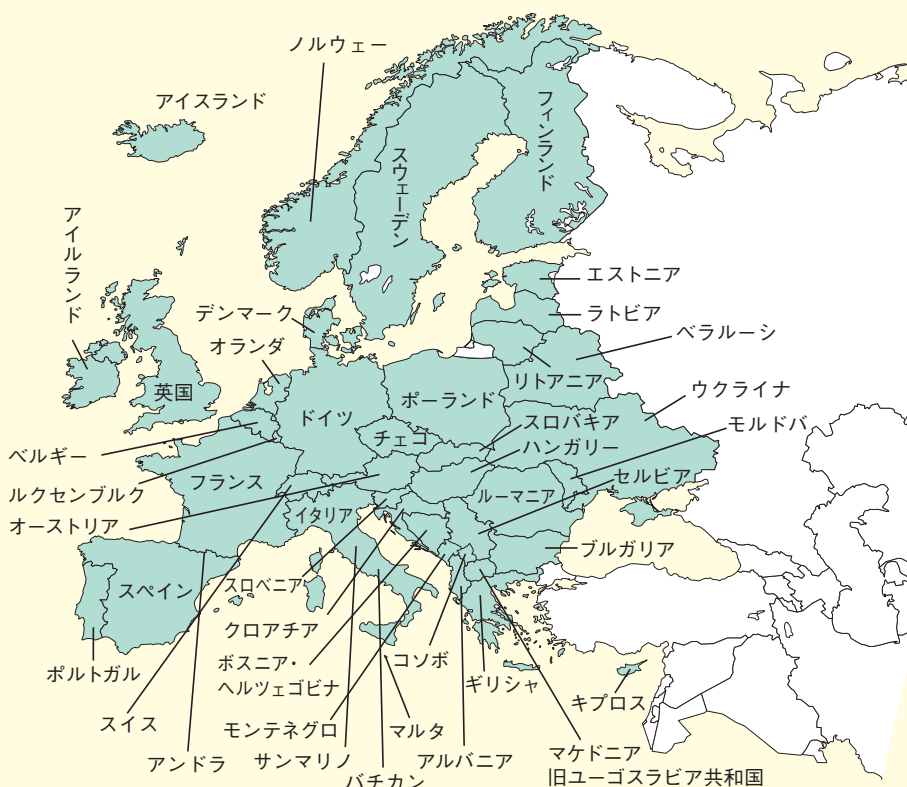 ノルウェー
アイスランド
フィンランド
スウェーデン
アイルランド
エストニア
デンマーク
ラトビア
オランダ
ベラルーシ
リトアニア
英国
ウクライナ
ポーランド
ドイツ
スロバキア
モルドバ
チェコ
ハンガリー
ベルギー
セルビア
フランス
ルクセンブルク
ルーマニア
イタリア
オーストリア
ブルガリア
スロベニア
スペイン
クロアチア
ポルトガル
ボスニア・
ヘルツェゴビナ
コソボ
ギリシャ
キプロス
スイス
モンテネグロ
マルタ
アンドラ
サンマリノ
アルバニア
バチカン
マケドニア
旧ユーゴスラビア共和国